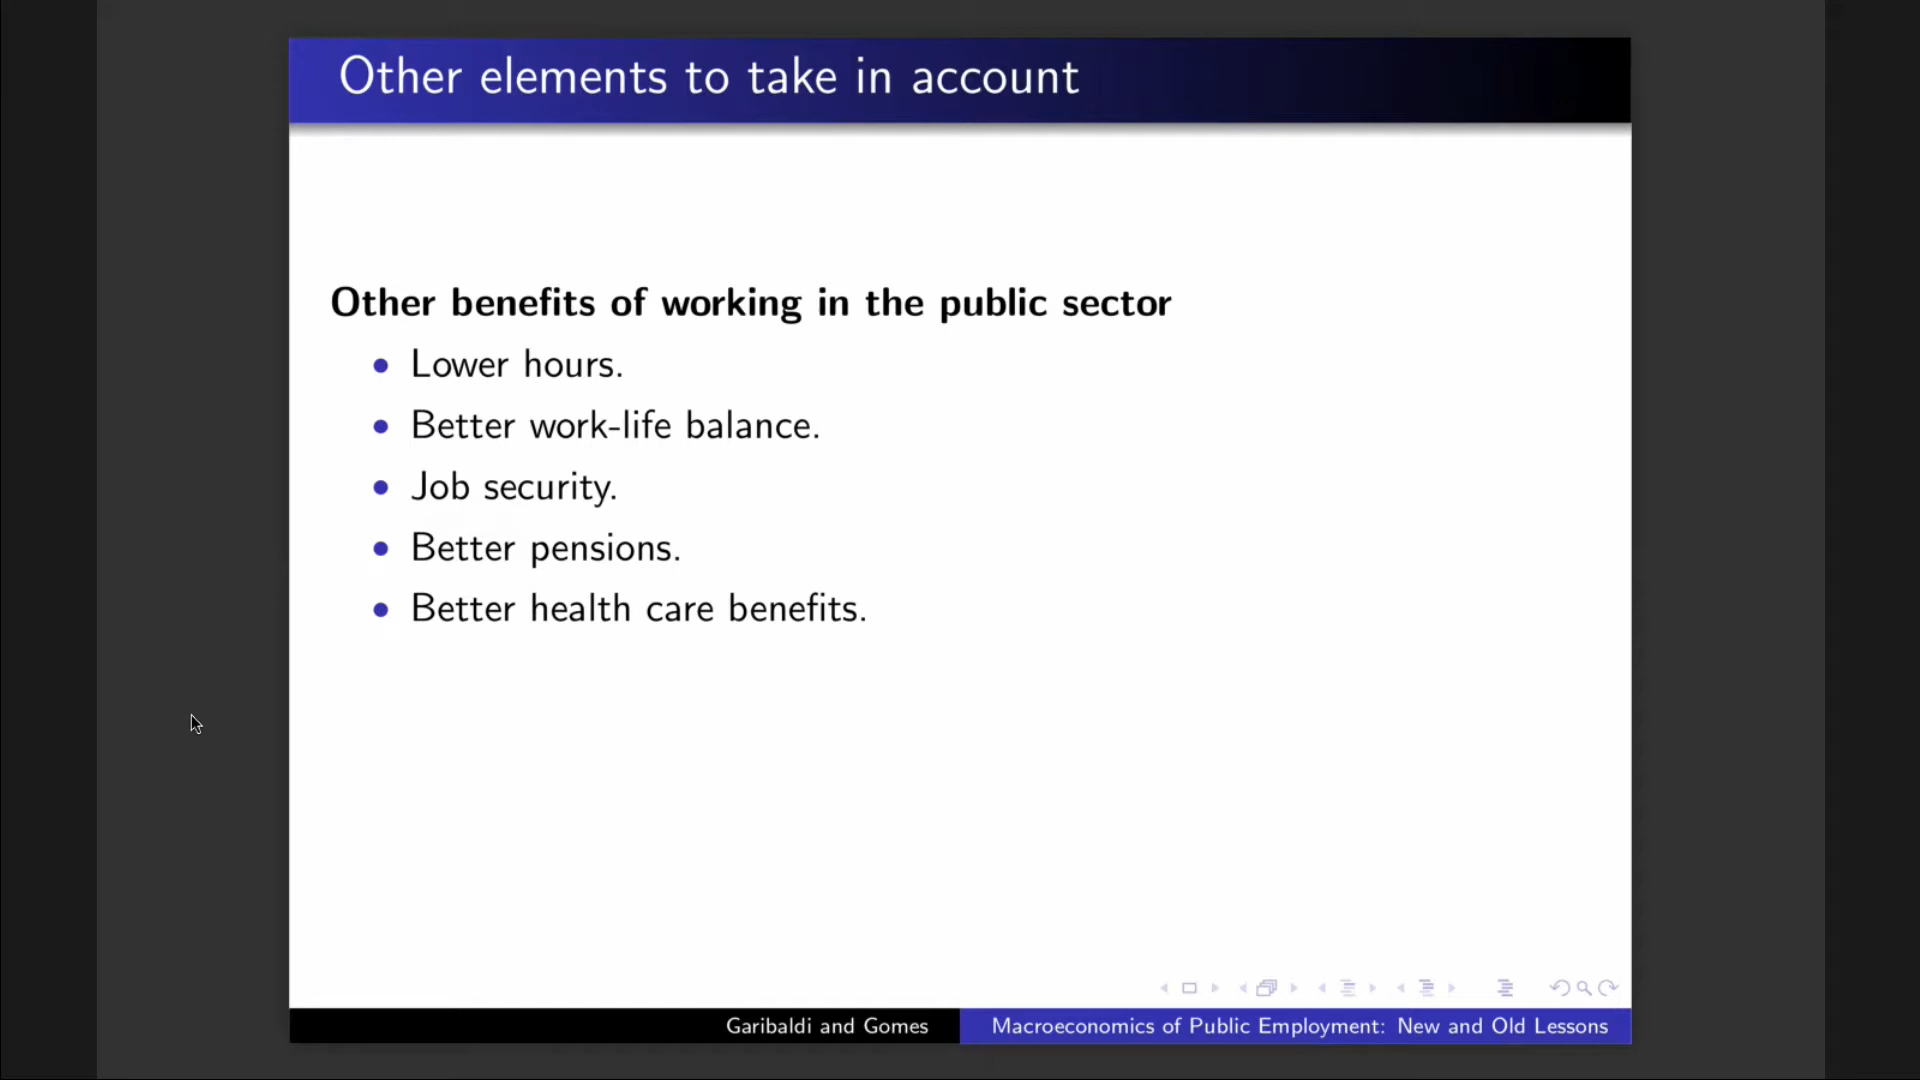 Other elements to take in account
Other benefits of working in the public sector
Lower hours.
Better work-life balance.
Job security.
Better pensions.
Better health care benefits.
Garibaldi and Gomes
Macroeconomics of Public Employment: New and Old Lessons